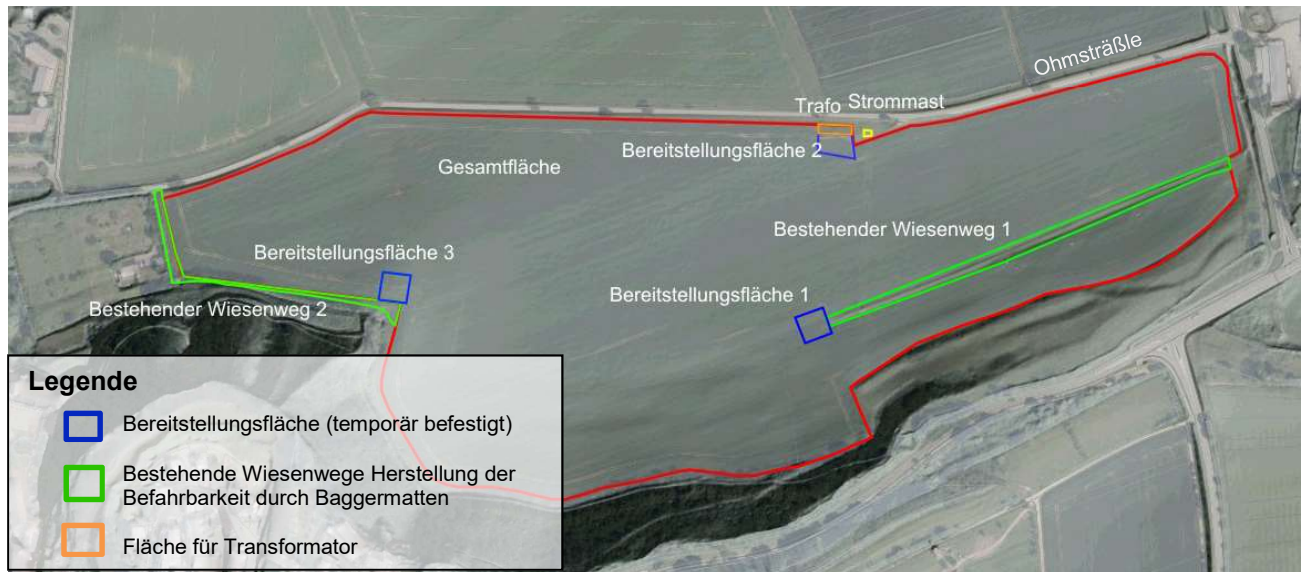 Ohmsträßle
Trafo
Strommast
Bereitstellungsfläche 2
Gesamtfläche
Bestehender Wiesenweg 1
Bereitstellungsfläche 3
Bereitstellungsfläche 1
Bestehender Wiesenweg 2
Legende
Bereitstellungsfläche (temporär befestigt)
Bestehende Wiesenwege Herstellung der
Befahrbarkeit durch Baggermatten
Fläche für Transformator